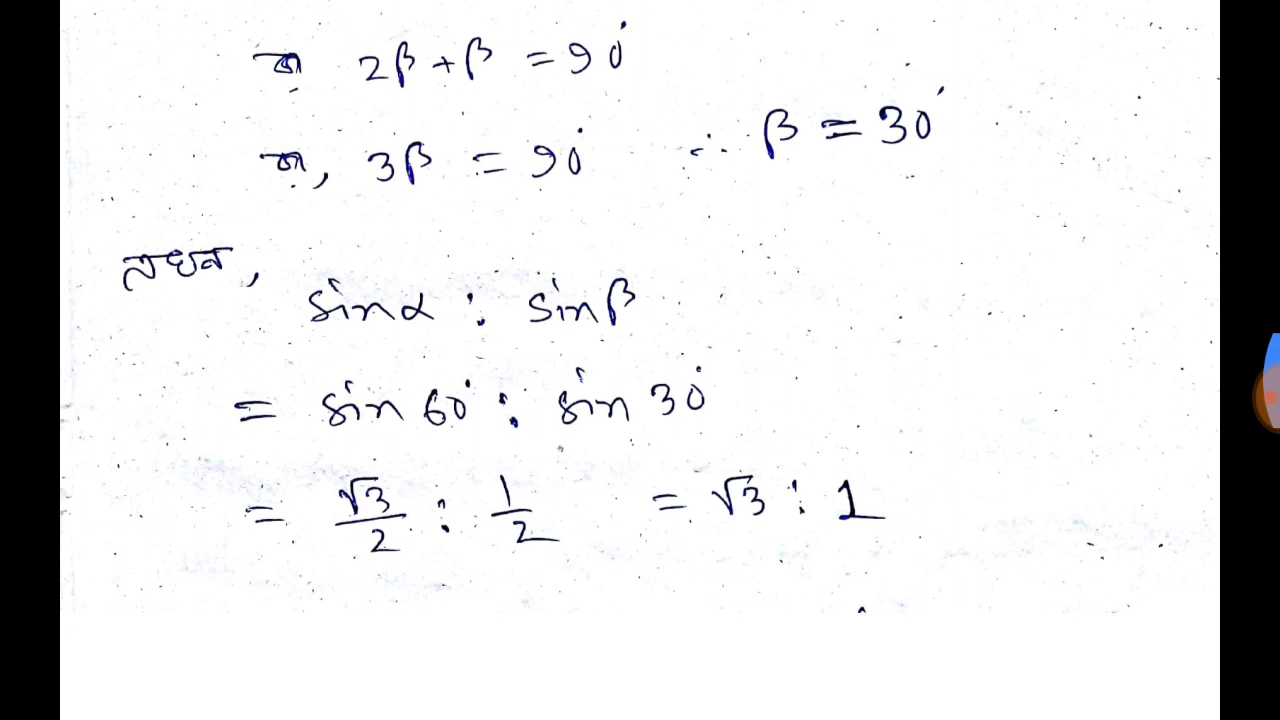 বা, 2β + β = 90°
বা, 3β = 90° ∴ β = 30°
এখন,
sinα : sinβ
= sin 60° : sin 30°
= √3/2 : 1/2 = √3 : 1